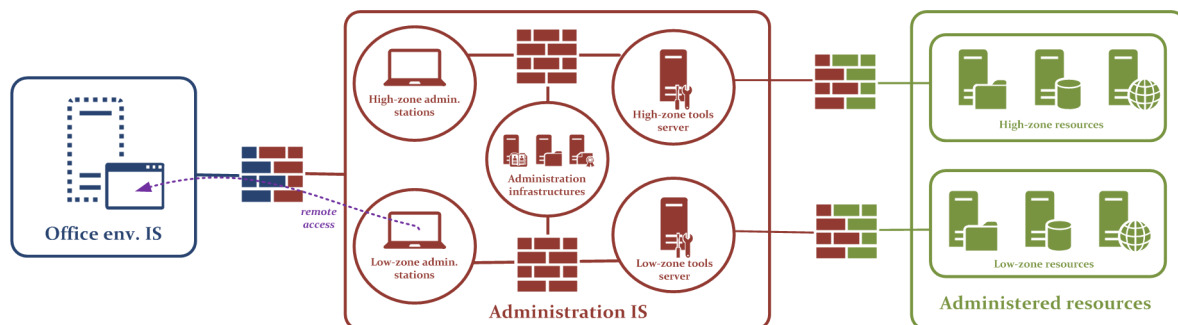 Office env. IS
remote
access
High-zone admin.
stations
High-zone tools
server
Administration
infrastructures
Low-zone admin.
stations
Low-zone tools
server
Administration IS
High-zone resources
Low-zone resources
Administered resources